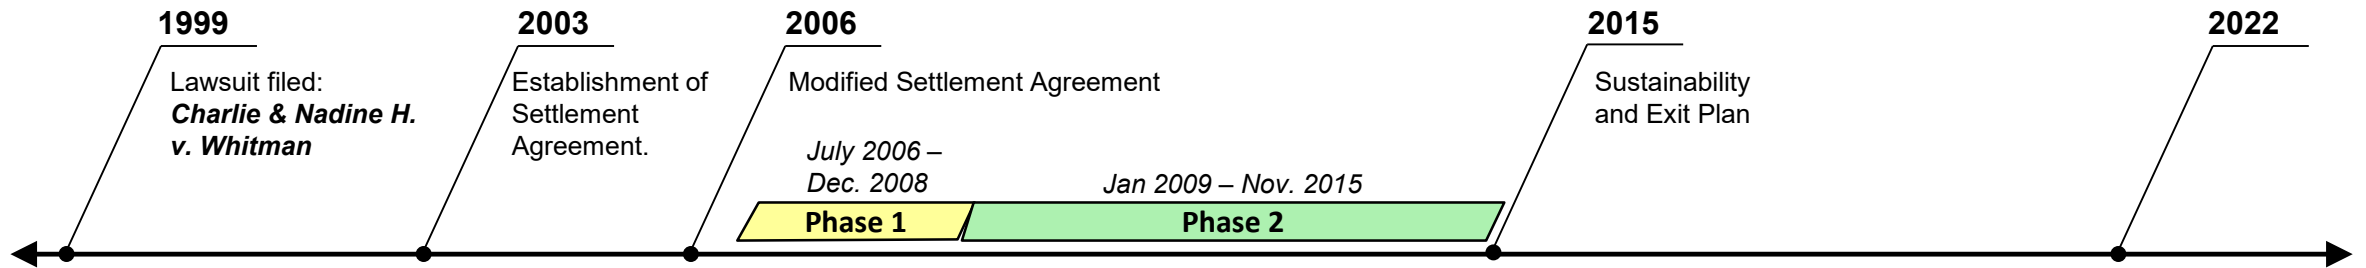 1999
Lawsuit filed:
Charlie & Nadine H.
v. Whitman
2003
Establishment of
Settlement
Agreement.
2006
Modified Settlement Agreement
July 2006 –
Dec. 2008
Phase 1
Jan 2009 – Nov. 2015
Phase 2
2015
Sustainability
and Exit Plan
2022